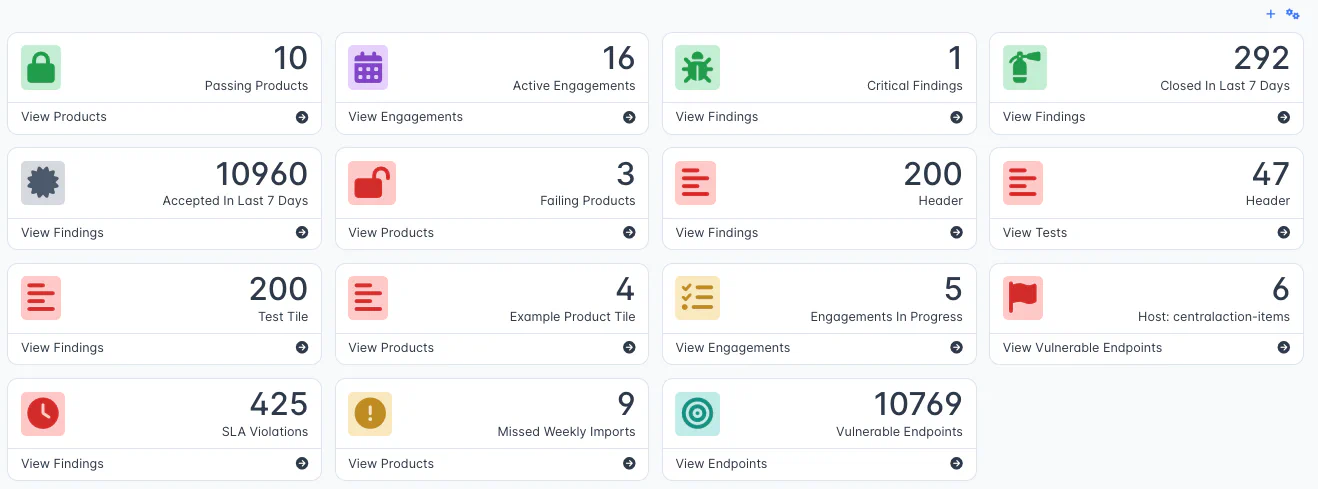 10
Passing Products
View Products
16
Active Engagements
View Engagements
1
Critical Findings
View Findings
292
Closed In Last 7 Days
View Findings
10960
Accepted In Last 7 Days
View Findings
3
Failing Products
View Products
200
Header
View Findings
47
Header
View Tests
200
Test Tile
View Findings
4
Example Product Tile
View Products
5
Engagements In Progress
View Engagements
6
Host: centralaction-items
View Vulnerable Endpoints
425
SLA Violations
View Findings
9
Missed Weekly Imports
View Products
10769
Vulnerable Endpoints
View Endpoints